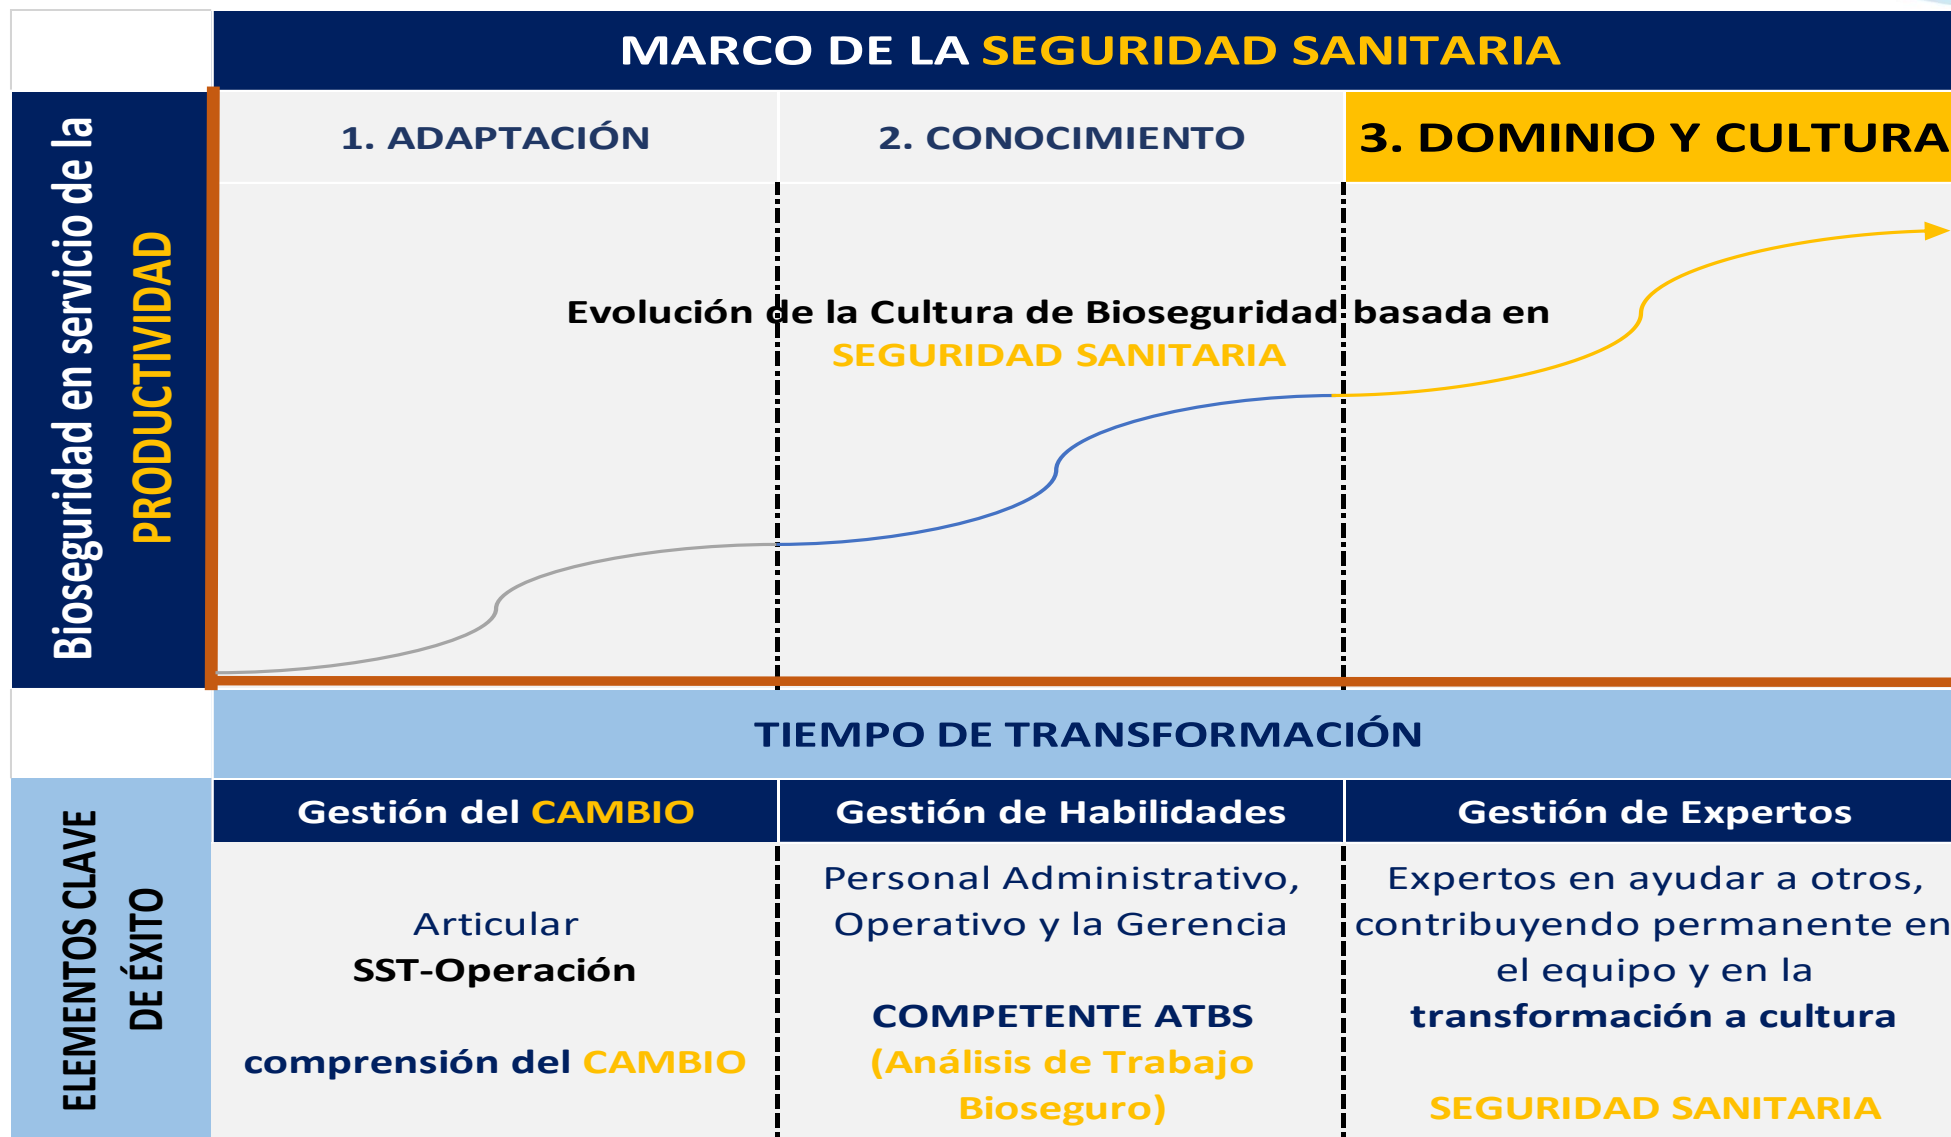 MARCO DE LA SEGURIDAD SANITARIA
Bioseguridad en servicio de la
PRODUCTIVIDAD
1. ADAPTACIÓN
2. CONOCIMIENTO
3. DOMINIO Y CULTURA
Evolución de la Cultura de Bioseguridad basada en
SEGURIDAD SANITARIA
TIEMPO DE TRANSFORMACIÓN
ELEMENTOS CLAVE
DE ÉXITO
Gestión del CAMBIO
Articular
SST-Operación
comprensión del CAMBIO
Gestión de Habilidades
Personal Administrativo,
Operativo y la Gerencia
COMPETENTE ATBS
(Análisis de Trabajo
Bioseguro)
Gestión de Expertos
Expertos en ayudar a otros,
contribuyendo permanente en
el equipo y en la
transformación a cultura
SEGURIDAD SANITARIA